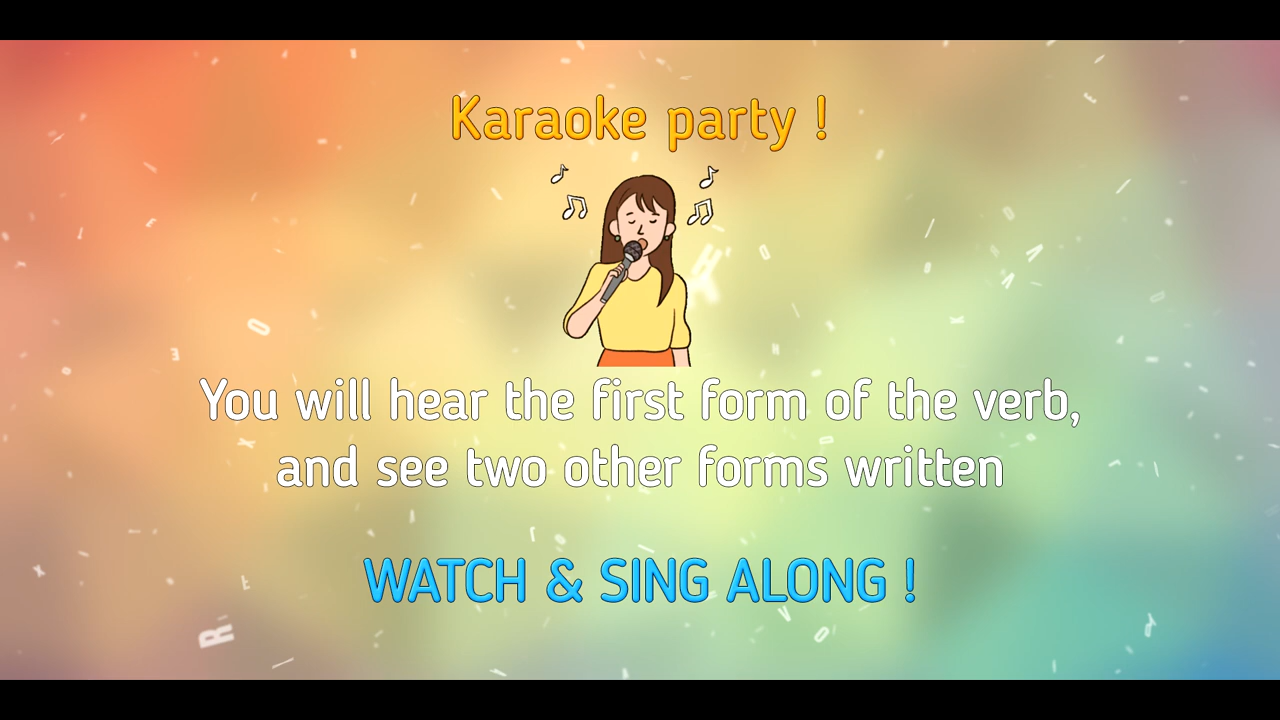 Karaoke party !
You will hear the first form of the verb,
and see two other forms written
WATCH & SING ALONG !